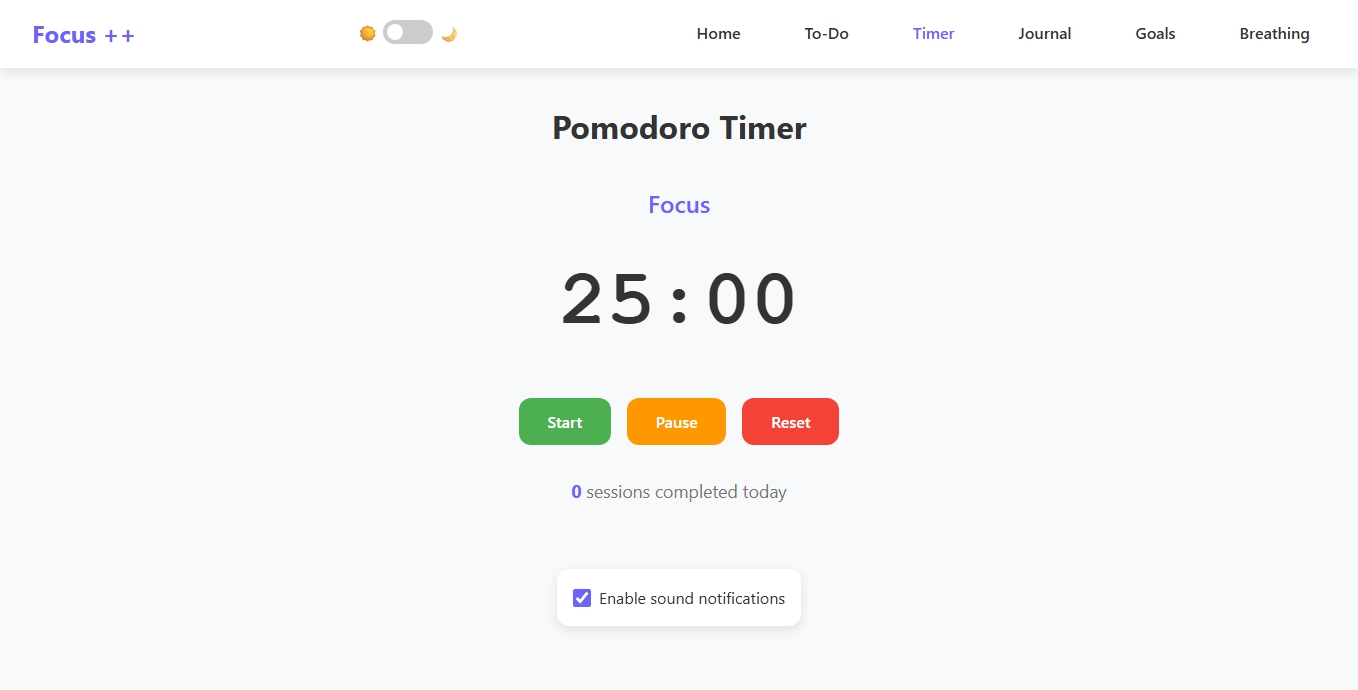 Focus ++
Home To-Do Timer Journal Goals Breathing
Pomodoro Timer
Focus
25:00
Start Pause Reset
0 sessions completed today
Enable sound notifications